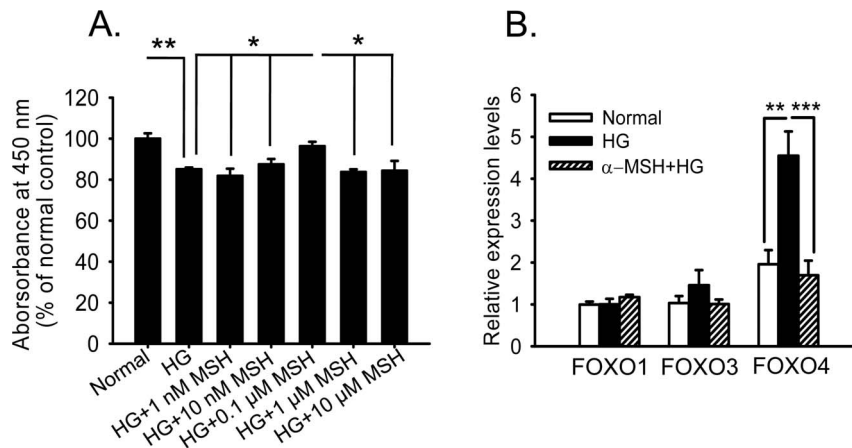 A.
** * *
Aborsorbance at 450 nm
(% of normal control)
120
100
80
60
40
20
0
Normal
HG
HG+1 nM MSH
HG+10 nM MSH
HG+0.1 µM MSH
HG+1 µM MSH
HG+10 µM MSH
B.
Relative expression levels
6
5
4
3
2
1
0
Normal
HG
α−MSH+HG
** ***
FOXO1 FOXO3 FOXO4